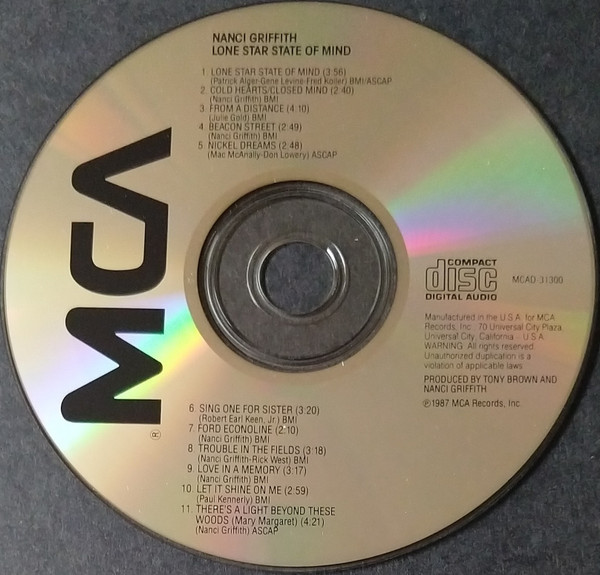 NANCI GRIFFITH
LONE STAR STATE OF MIND
1. LONE STAR STATE OF MIND (3:56)
(Patrick Alger-Gene Levine-Fred Koller) BMI/ASCAP
2. COLD HEARTS/CLOSED MIND (2:40)
(Nanci Griffith) BMI
3. FROM A DISTANCE (4:10)
(Julie Gold) BMI
4. BEACON STREET (2:49)
(Nanci Griffith) BMI
5. NICKEL DREAMS (2:48)
(Mac McAnally-Don Lowery) ASCAP
MCA
®
COMPACT
disc
DIGITAL AUDIO
MCAD-31300
Manufactured in the U.S.A. for MCA
Records, Inc., 70 Universal City Plaza,
Universal City, California – U.S.A.
WARNING: All rights reserved.
Unauthorized duplication is a
violation of applicable laws.
PRODUCED BY TONY BROWN AND
NANCI GRIFFITH
℗1987 MCA Records, Inc.
6. SING ONE FOR SISTER (3:20)
(Robert Earl Keen, Jr.) BMI
7. FORD ECONOLINE (2:10)
(Nanci Griffith) BMI
8. TROUBLE IN THE FIELDS (3:18)
(Nanci Griffith-Rick West) BMI
9. LOVE IN A MEMORY (3:17)
(Nanci Griffith) BMI
10. LET IT SHINE ON ME (2:59)
(Paul Kennerly) BMI
11. THERE'S A LIGHT BEYOND THESE
WOODS (Mary Margaret) (4:21)
(Nanci Griffith) ASCAP